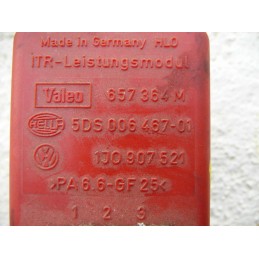 Made in Germany HLO
ITR-Leistungsmodul
Valeo 657 364 M
HELLA 5DS 006 467-01
VW 1J0 907 521
>PA 6.6-GF 25<
1 2 3